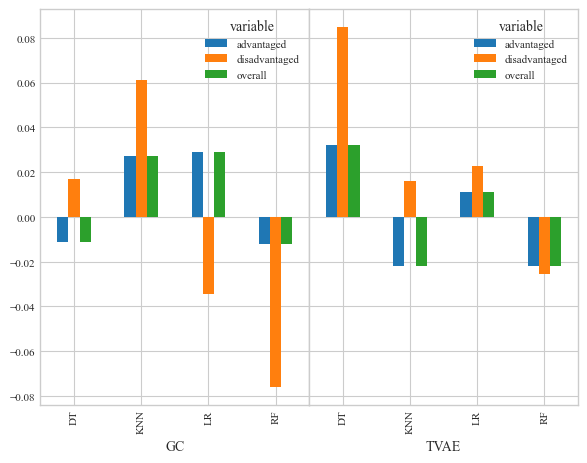 variable
advantaged
disadvantaged
overall
variable
advantaged
disadvantaged
overall
0.08
0.06
0.04
0.02
0.00
−0.02
−0.04
−0.06
−0.08
DT KNN LR RF DT KNN LR RF
GC TVAE